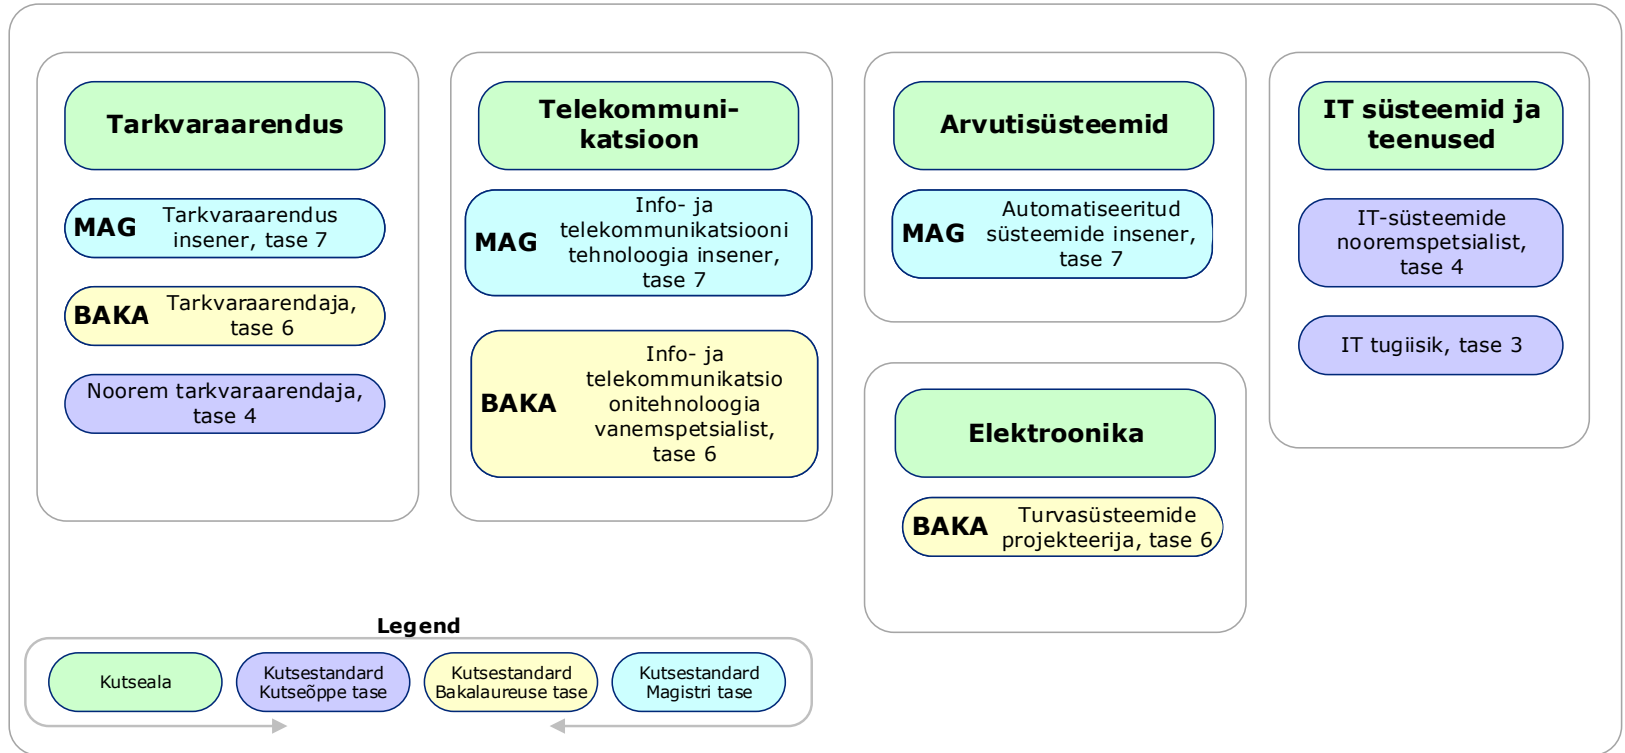 Tarkvaraarendus
MAG
Tarkvaraarendus
insener, tase 7
BAKA
Tarkvaraarendaja,
tase 6
Noorem tarkvaraarendaja,
tase 4
Telekommuni-
katsioon
MAG
Info- ja
telekommunikatsiooni
tehnoloogia insener,
tase 7
BAKA
Info- ja
telekommunikatsio
onitehnoloogia
vanemspetsialist,
tase 6
Arvutisüsteemid
MAG
Automatiseeritud
süsteemide insener,
tase 7
Elektroonika
BAKA
Turvasüsteemide
projekteerija, tase 6
IT süsteemid ja
teenused
IT-süsteemide
nooremspetsialist,
tase 4
IT tugiisik, tase 3
Legend
Kutseala
Kutsestandard
Kutseõppe tase
Kutsestandard
Bakalaureuse tase
Kutsestandard
Magistri tase